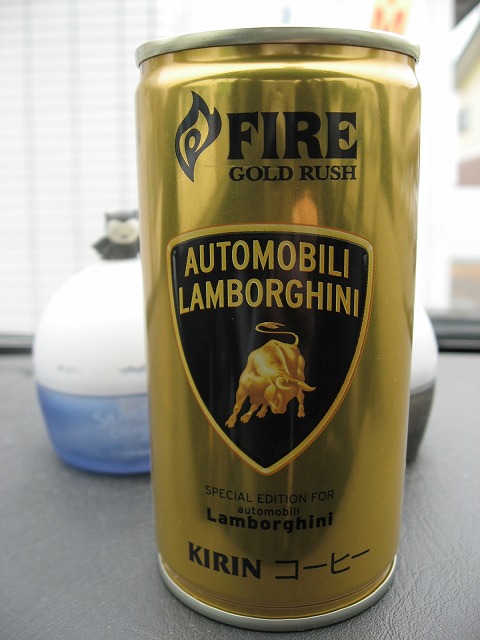 FIRE
GOLD RUSH
AUTOMOBILI
LAMBORGHINI
SPECIAL EDITION FOR
automobili
Lamborghini
KIRIN コーヒー